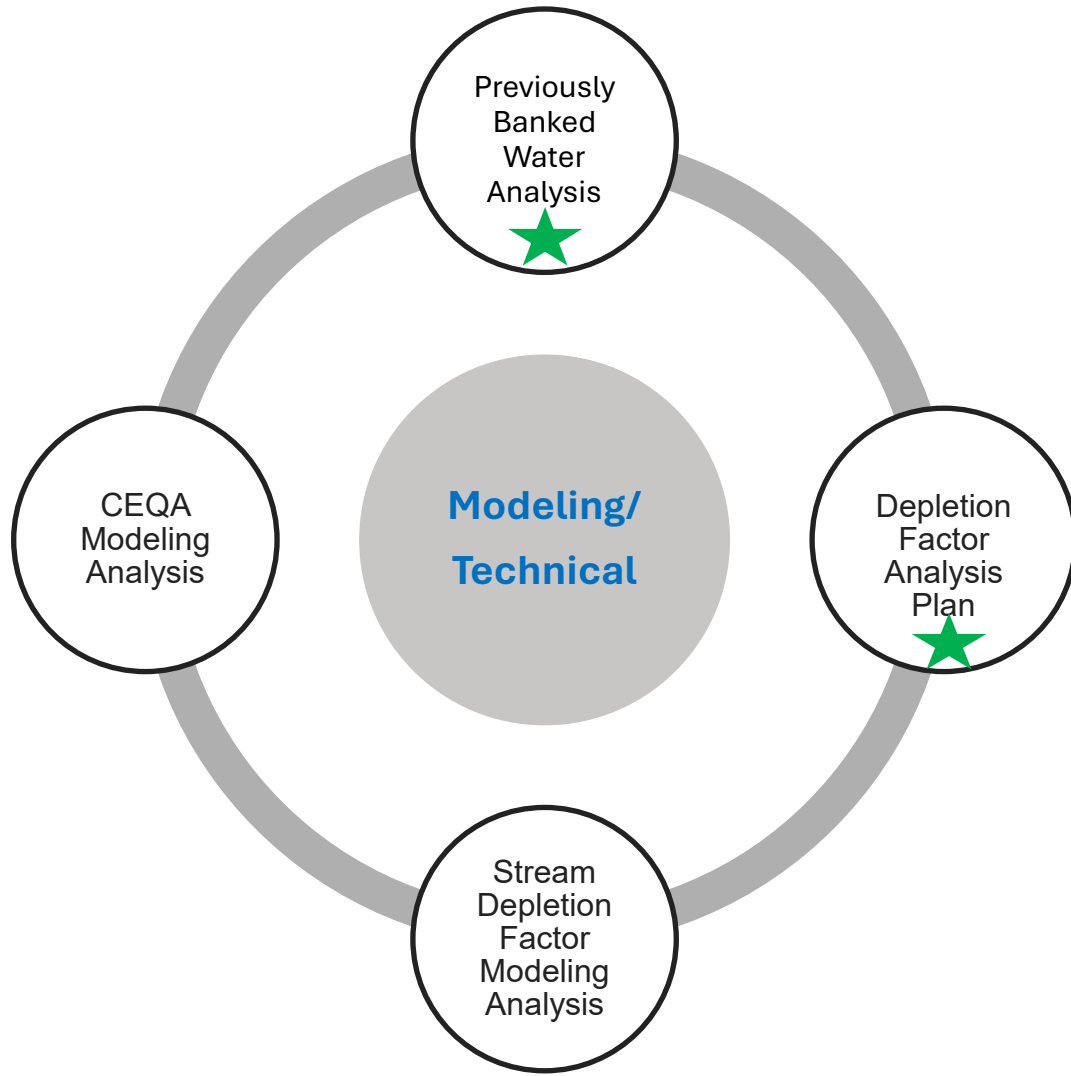 Previously
Banked
Water
Analysis
CEQA
Modeling
Analysis
Modeling/
Technical
Depletion
Factor
Analysis
Plan
Stream
Depletion
Factor
Modeling
Analysis